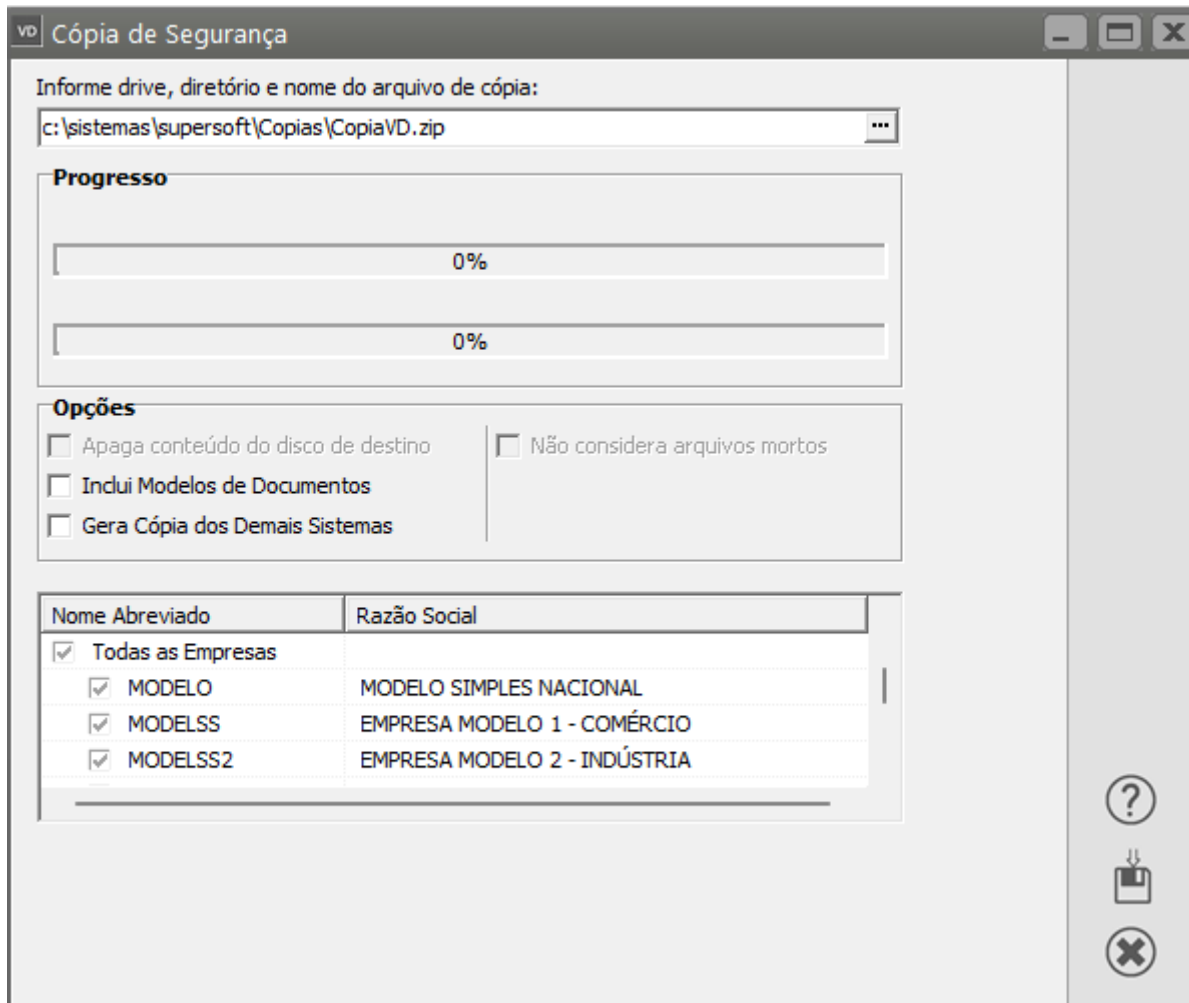 VD Cópia de Segurança
Informe drive, diretório e nome do arquivo de cópia:
c:\sistemas\supersoft\Copias\CopiaVD.zip ...
Progresso
0%
0%
Opções
Apaga conteúdo do disco de destino Não considera arquivos mortos
Inclui Modelos de Documentos
Gera Cópia dos Demais Sistemas
Nome Abreviado Razão Social
Todas as Empresas
MODELO MODELO SIMPLES NACIONAL
MODELSS EMPRESA MODELO 1 - COMÉRCIO
MODELSS2 EMPRESA MODELO 2 - INDÚSTRIA
?